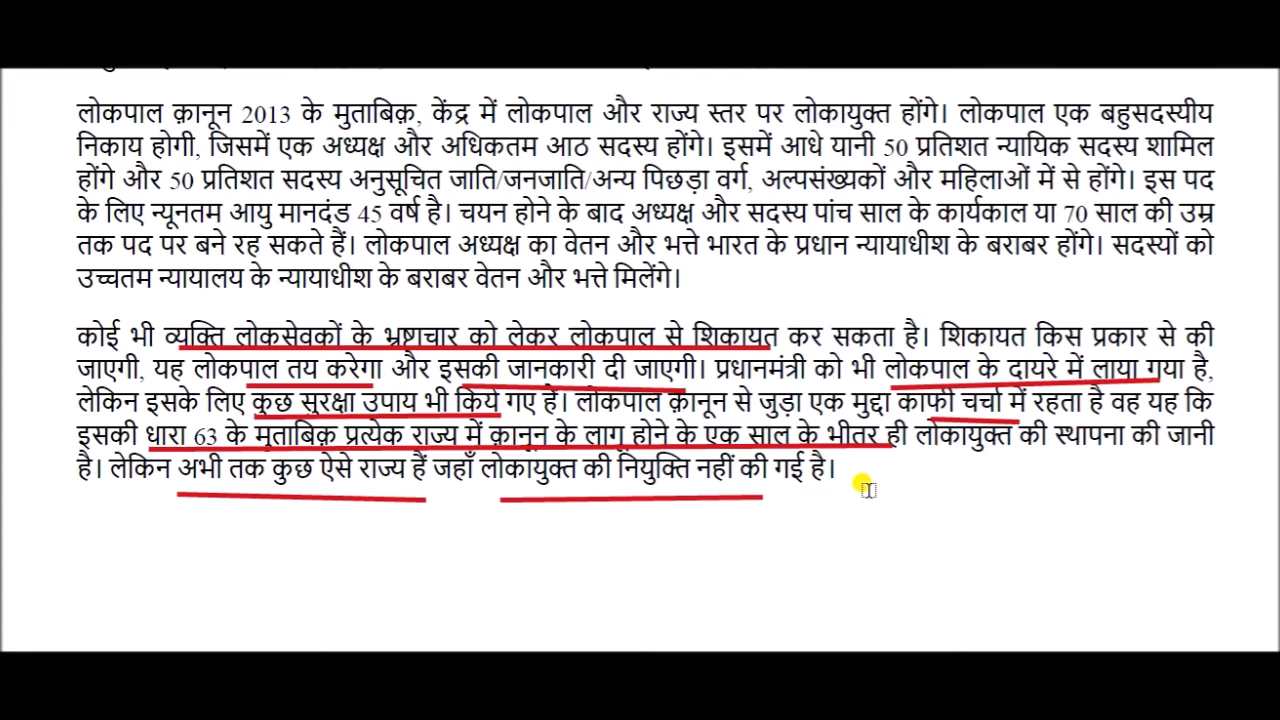 लोकपाल क़ानून 2013 के मुताबिक़, केंद्र में लोकपाल और राज्य स्तर पर लोकायुक्त होंगे। लोकपाल एक बहुसदस्यीय
निकाय होगी, जिसमें एक अध्यक्ष और अधिकतम आठ सदस्य होंगे। इसमें आधे यानी 50 प्रतिशत न्यायिक सदस्य शामिल
होंगे और 50 प्रतिशत सदस्य अनुसूचित जाति/जनजाति/अन्य पिछड़ा वर्ग, अल्पसंख्यकों और महिलाओं में से होंगे। इस पद
के लिए न्यूनतम आयु मानदंड 45 वर्ष है। चयन होने के बाद अध्यक्ष और सदस्य पांच साल के कार्यकाल या 70 साल की उम्र
तक पद पर बने रह सकते हैं। लोकपाल अध्यक्ष का वेतन और भत्ते भारत के प्रधान न्यायाधीश के बराबर होंगे। सदस्यों को
उच्चतम न्यायालय के न्यायाधीश के बराबर वेतन और भत्ते मिलेंगे।
कोई भी व्यक्ति लोकसेवकों के भ्रष्टाचार को लेकर लोकपाल से शिकायत कर सकता है। शिकायत किस प्रकार से की
जाएगी, यह लोकपाल तय करेगा और इसकी जानकारी दी जाएगी। प्रधानमंत्री को भी लोकपाल के दायरे में लाया गया है,
लेकिन इसके लिए कुछ सुरक्षा उपाय भी किये गए हैं। लोकपाल क़ानून से जुड़ा एक मुद्दा काफी चर्चा में रहता है वह यह कि
इसकी धारा 63 के मुताबिक़ प्रत्येक राज्य में क़ानून के लागू होने के एक साल के भीतर ही लोकायुक्त की स्थापना की जानी
है। लेकिन अभी तक कुछ ऐसे राज्य हैं जहाँ लोकायुक्त की नियुक्ति नहीं की गई है।